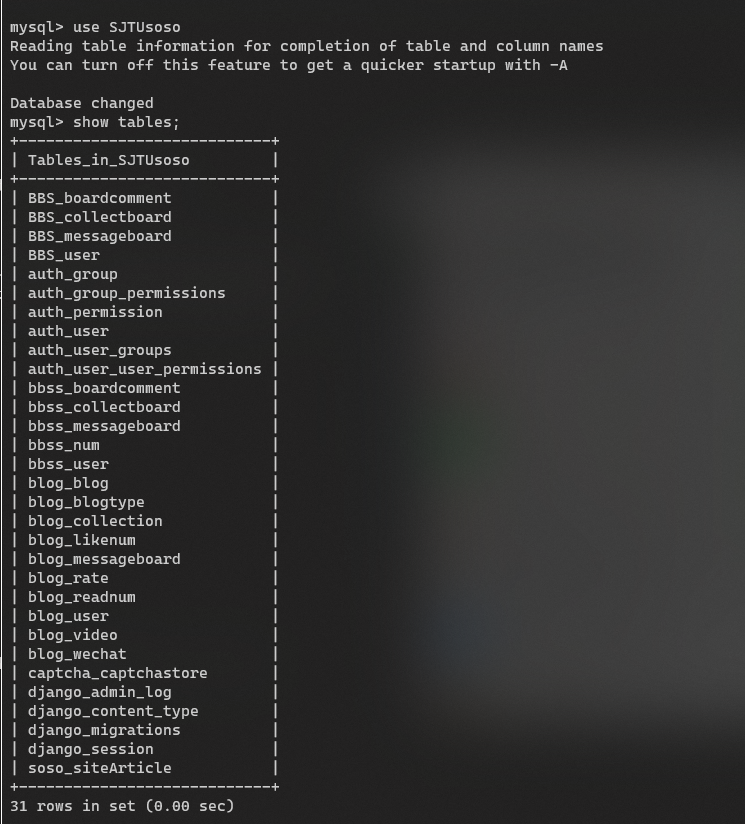 mysql> use SJTUsoso
Reading table information for completion of table and column names
You can turn off this feature to get a quicker startup with -A
Database changed
mysql> show tables;
+----------------------------+
| Tables_in_SJTUsoso         |
+----------------------------+
| BBS_boardcomment           |
| BBS_collectboard           |
| BBS_messageboard           |
| BBS_user                   |
| auth_group                 |
| auth_group_permissions     |
| auth_permission            |
| auth_user                  |
| auth_user_groups           |
| auth_user_user_permissions |
| bbss_boardcomment          |
| bbss_collectboard          |
| bbss_messageboard          |
| bbss_num                   |
| bbss_user                  |
| blog_blog                  |
| blog_blogtype              |
| blog_collection            |
| blog_likenum               |
| blog_messageboard          |
| blog_rate                  |
| blog_readnum               |
| blog_user                  |
| blog_video                 |
| blog_wechat                |
| captcha_captchastore       |
| django_admin_log           |
| django_content_type        |
| django_migrations          |
| django_session             |
| soso_siteArticle           |
+----------------------------+
31 rows in set (0.00 sec)